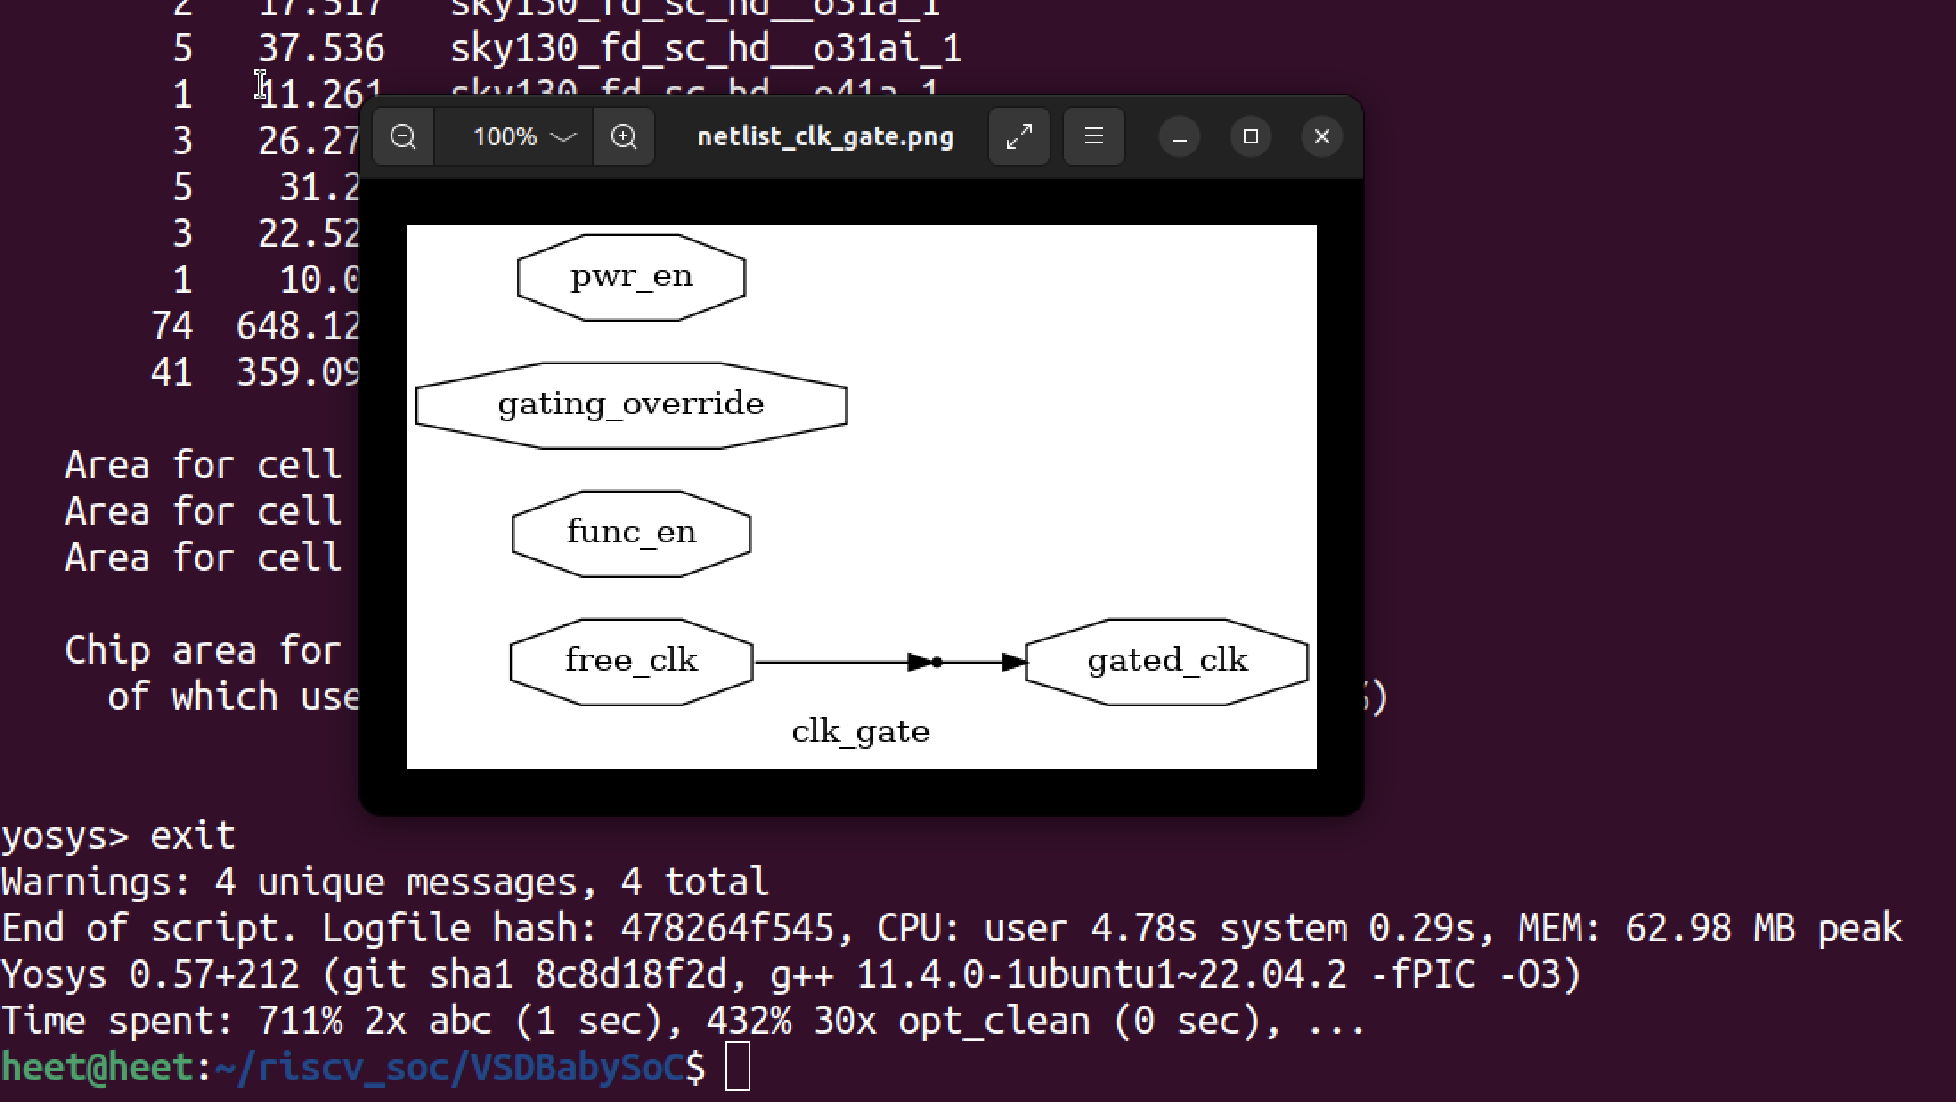 2 17.517 sky130_fd_sc_hd__o31a_1
5 37.536 sky130_fd_sc_hd__o31ai_1
1 11.261 sky130_fd_sc_hd__o41a_1
3 26.27
5 31.2
3 22.52
1 10.0
74 648.12
41 359.09
100%
netlist_clk_gate.png
pwr_en
gating_override
func_en
free_clk
gated_clk
clk_gate
Area for cell
Area for cell
Area for cell
Chip area for
of which use
)
yosys> exit
Warnings: 4 unique messages, 4 total
End of script. Logfile hash: 478264f545, CPU: user 4.78s system 0.29s, MEM: 62.98 MB peak
Yosys 0.57+212 (git sha1 8c8d18f2d, g++ 11.4.0-1ubuntu1~22.04.2 -fPIC -O3)
Time spent: 711% 2x abc (1 sec), 432% 30x opt_clean (0 sec), ...
heet@heet:~/riscv_soc/VSDBabySoC$